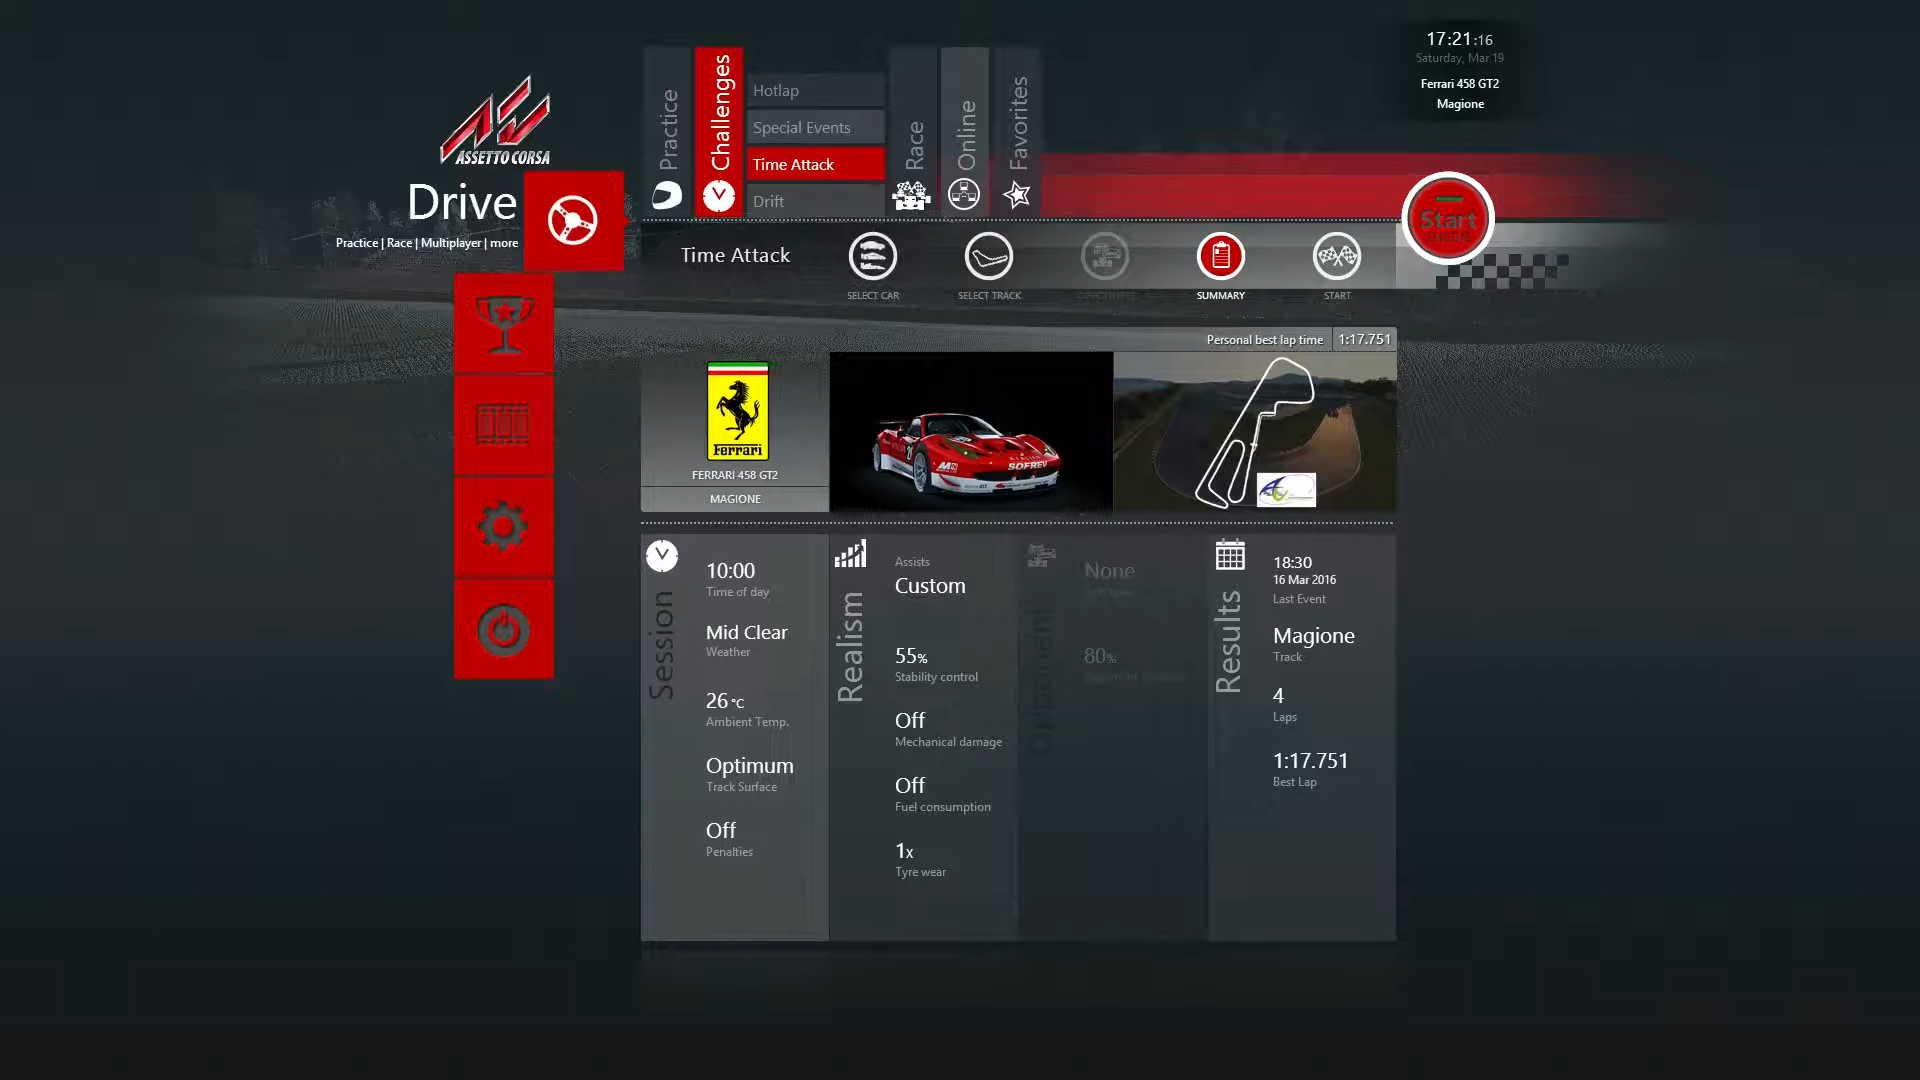 17:21:16
Saturday, Mar 19
Ferrari 458 GT2
Magione
ASSETTO CORSA
Drive
Practice | Race | Multiplayer | more
Practice
Challenges
Hotlap
Special Events
Time Attack
Drift
Race
Online
Favorites
Start
Time Attack
SELECT CAR
SELECT TRACK
SUMMARY
START
Personal best lap time 1:17.751
Ferrari
FERRARI 458 GT2
MAGIONE
SOFREV
Session
10:00
Time of day
Mid Clear
Weather
26 °C
Ambient Temp.
Optimum
Track Surface
Off
Penalties
Realism
Assists
Custom
55%
Stability control
Off
Mechanical damage
Off
Fuel consumption
1x
Tyre wear
Opponent
None
80%
Results
18:30
16 Mar 2016
Last Event
Magione
Track
4
Laps
1:17.751
Best Lap